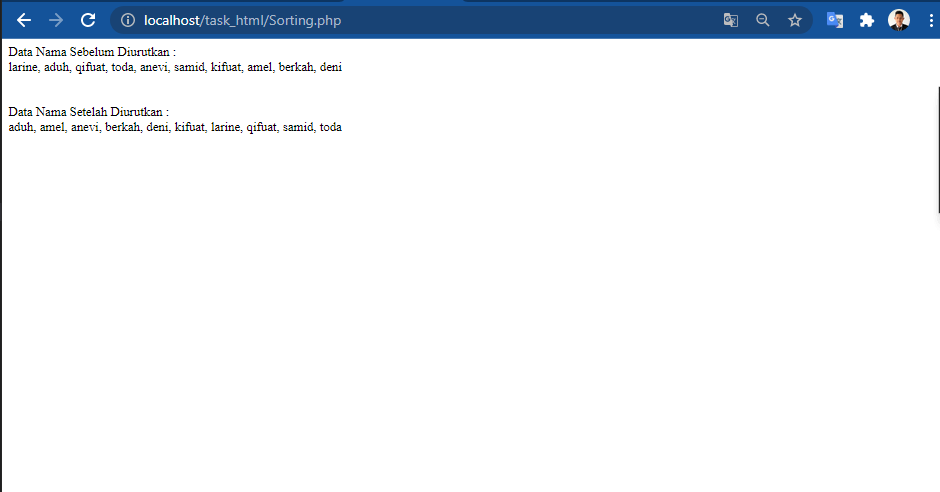 localhost/task_html/Sorting.php
Data Nama Sebelum Diurutkan :
larine, aduh, qifuat, toda, anevi, samid, kifuat, amel, berkah, deni
Data Nama Setelah Diurutkan :
aduh, amel, anevi, berkah, deni, kifuat, larine, qifuat, samid, toda